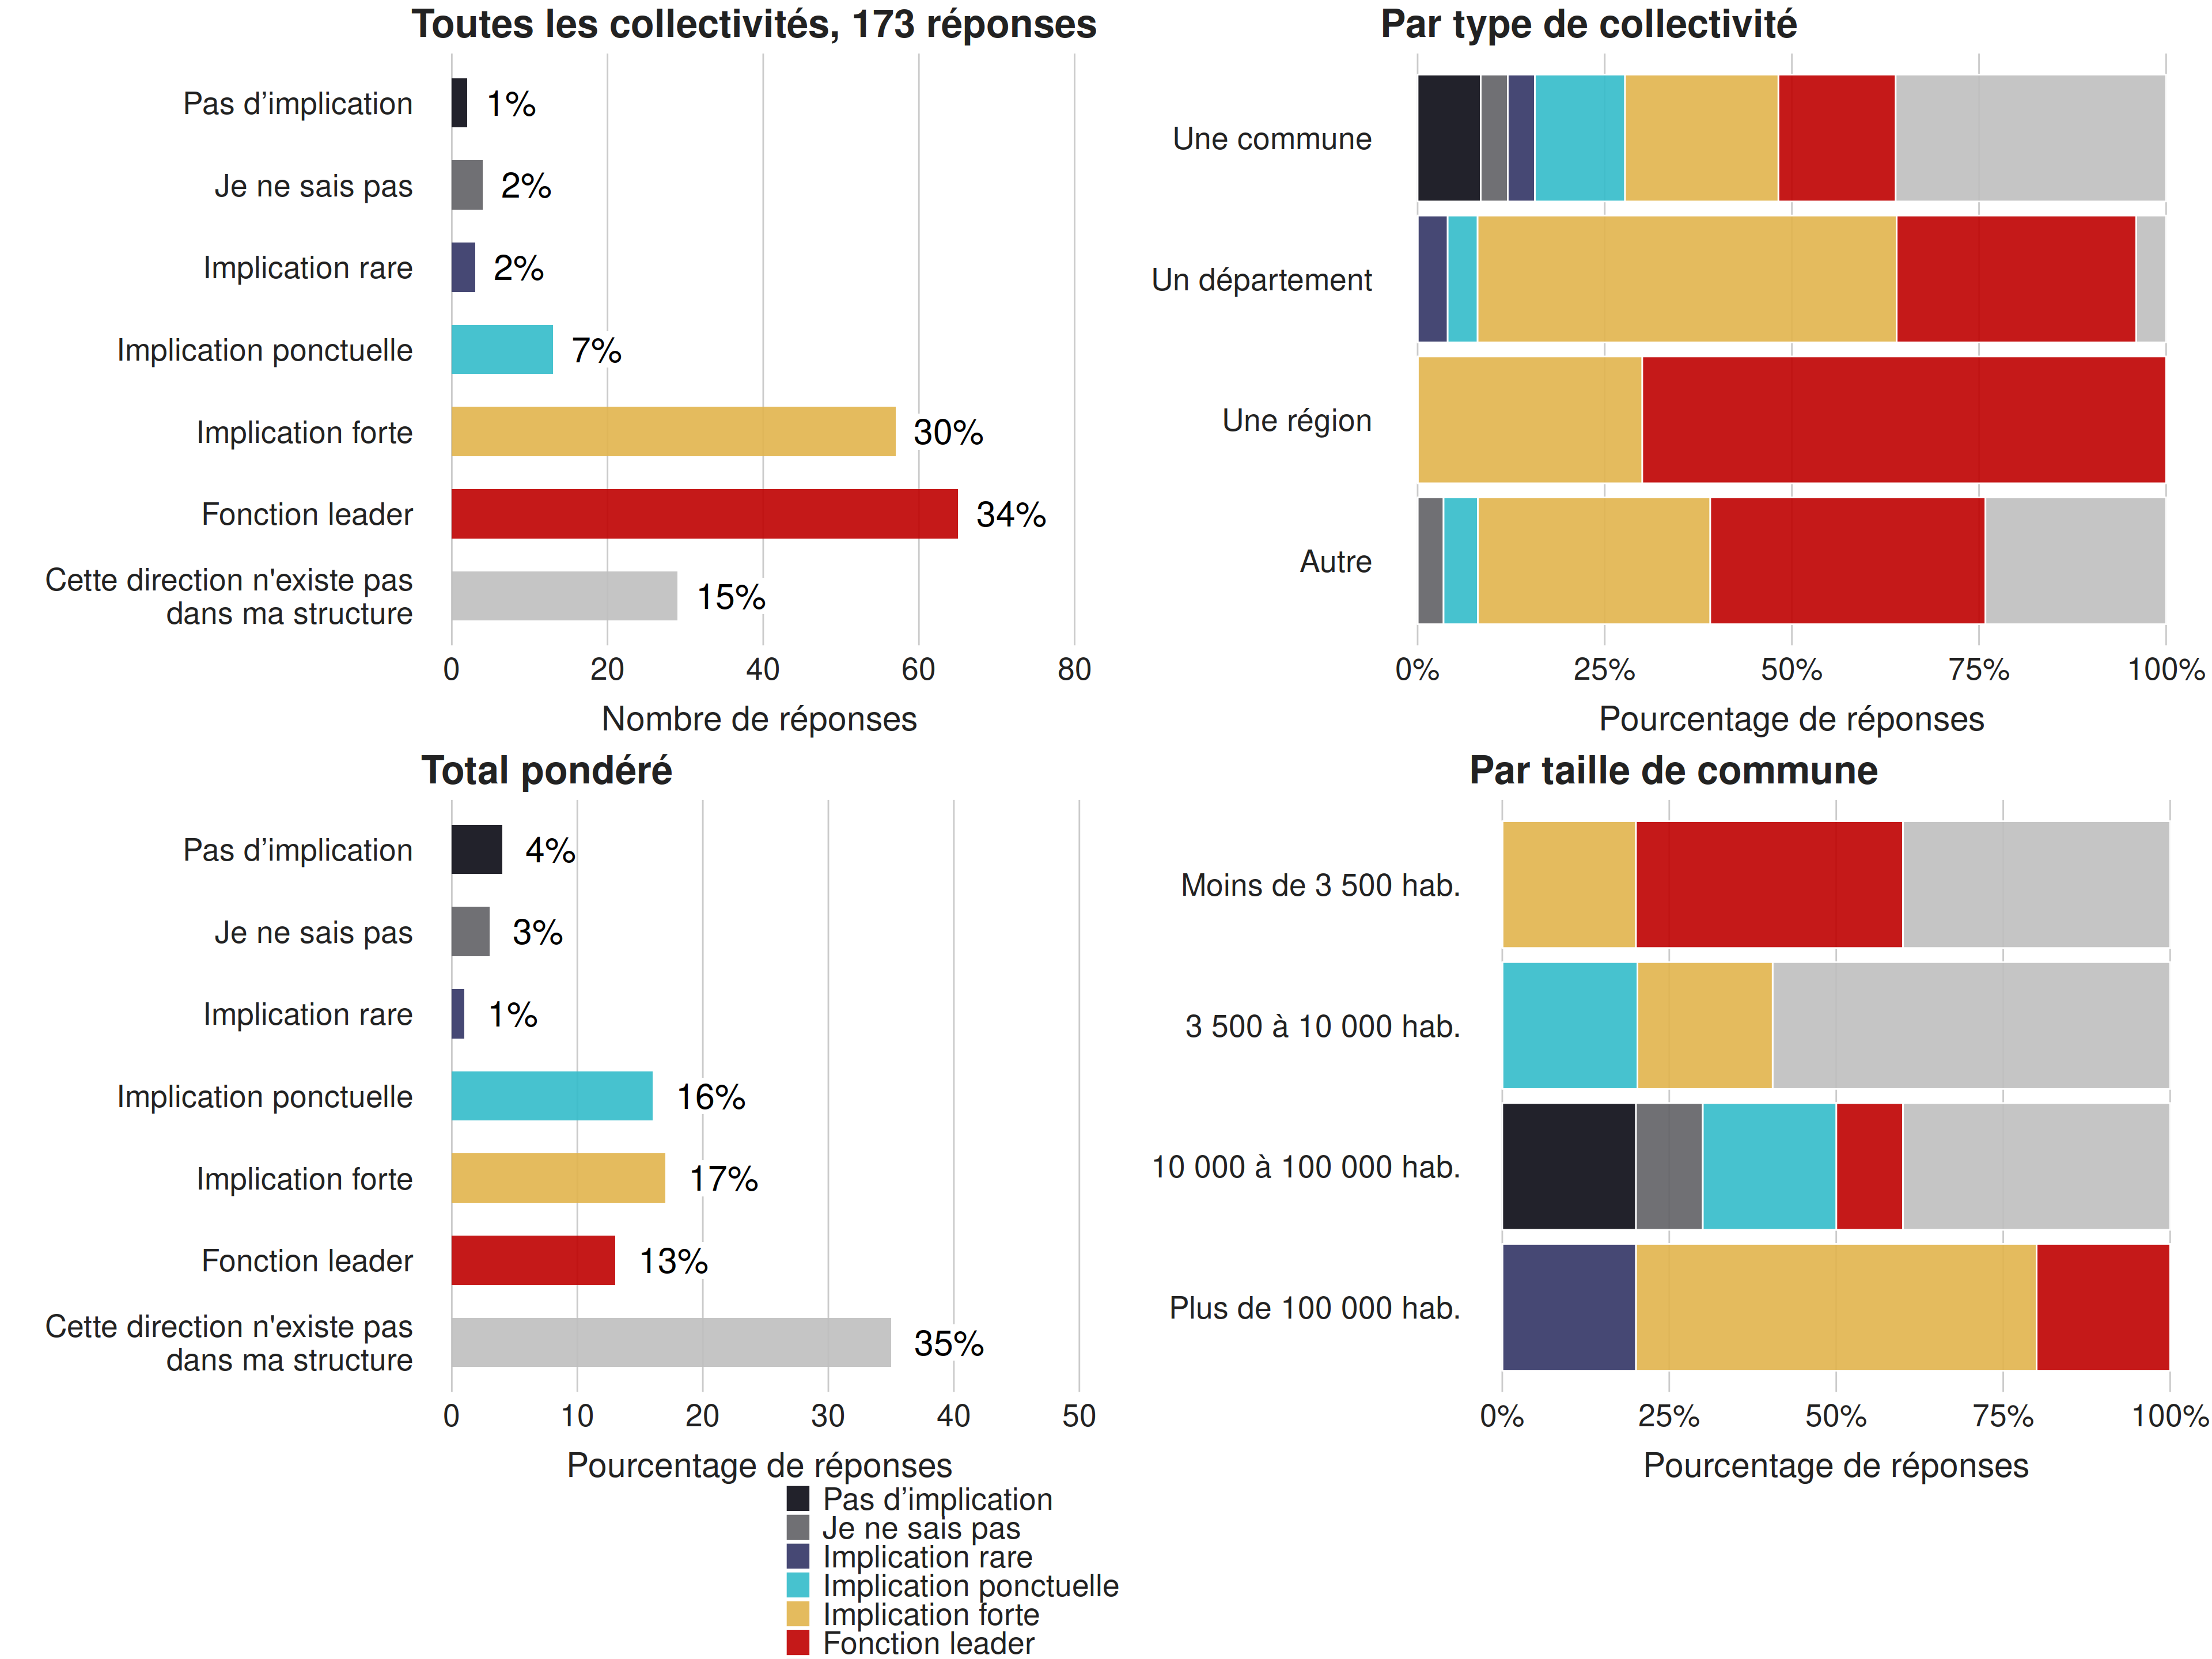 Toutes les collectivités, 173 réponses
Pas d’implication
1%
Je ne sais pas
2%
Implication rare
2%
Implication ponctuelle
7%
Implication forte
30%
Fonction leader
34%
Cette direction n'existe pas
dans ma structure
15%
0 20 40 60 80
Nombre de réponses
Par type de collectivité
Une commune
Un département
Une région
Autre
0% 25% 50% 75% 100%
Pourcentage de réponses
Total pondéré
Pas d’implication
4%
Je ne sais pas
3%
Implication rare
1%
Implication ponctuelle
16%
Implication forte
17%
Fonction leader
13%
Cette direction n'existe pas
dans ma structure
35%
0 10 20 30 40 50
Pourcentage de réponses
Par taille de commune
Moins de 3 500 hab.
3 500 à 10 000 hab.
10 000 à 100 000 hab.
Plus de 100 000 hab.
0% 25% 50% 75% 100%
Pourcentage de réponses
Pas d’implication
Je ne sais pas
Implication rare
Implication ponctuelle
Implication forte
Fonction leader